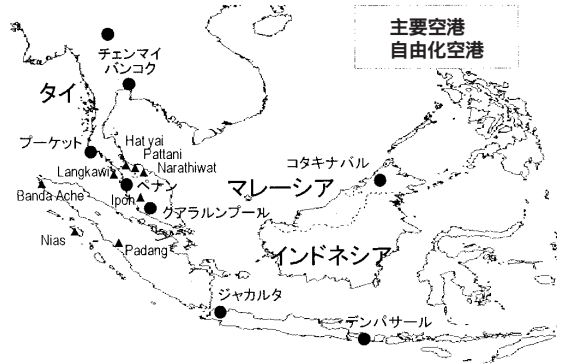 主要空港
自由化空港
チェンマイ
バンコク
タイ
プーケット
Hat yai
Pattani
Narathiwat
Langkawi
ペナン
Banda Ache
Ipoh
クアラルンプール
マレーシア
コタキナバル
Nias
Padang
インドネシア
ジャカルタ
デンパサール